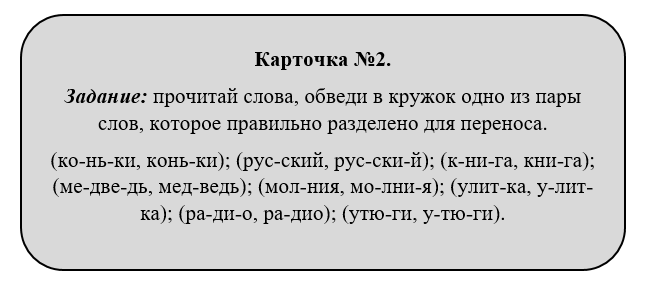 Карточка №2.
Задание: прочитай слова, обведи в кружок одно из пары
слов, которое правильно разделено для переноса.
(ко-нь-ки, конь-ки); (рус-ский, рус-ски-й); (к-ни-га, кни-га);
(ме-две-дь, мед-ведь); (мол-ния, мо-лни-я); (улит-ка, у-лит-
ка); (ра-ди-о, ра-дио); (утю-ги, у-тю-ги).